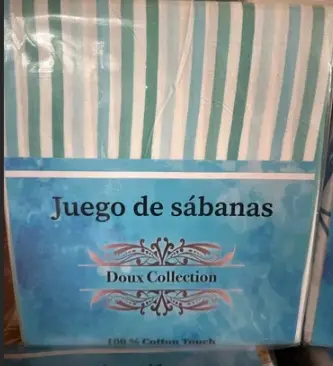 Juego de sábanas
Doux Collection
100 % Cotton Touch